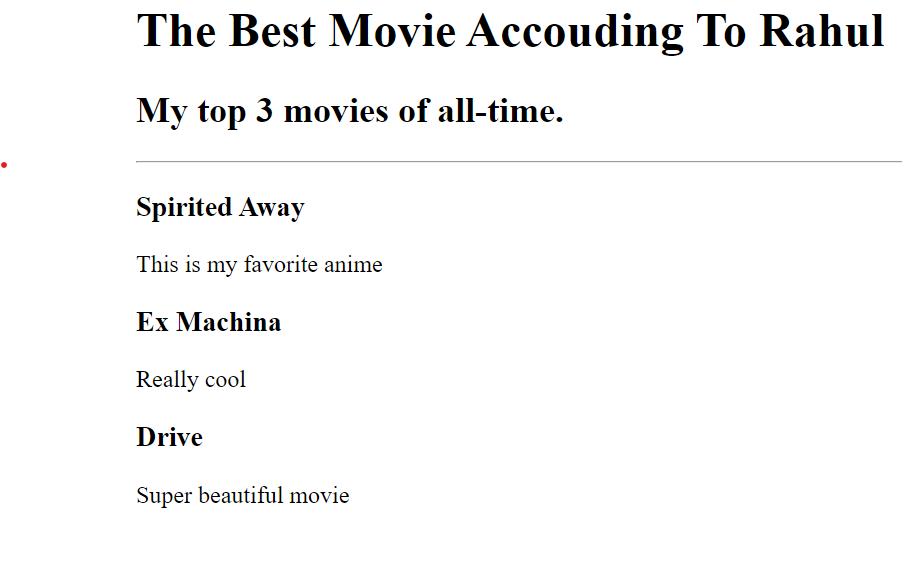 The Best Movie Accouding To Rahul
My top 3 movies of all-time.
Spirited Away
This is my favorite anime
Ex Machina
Really cool
Drive
Super beautiful movie